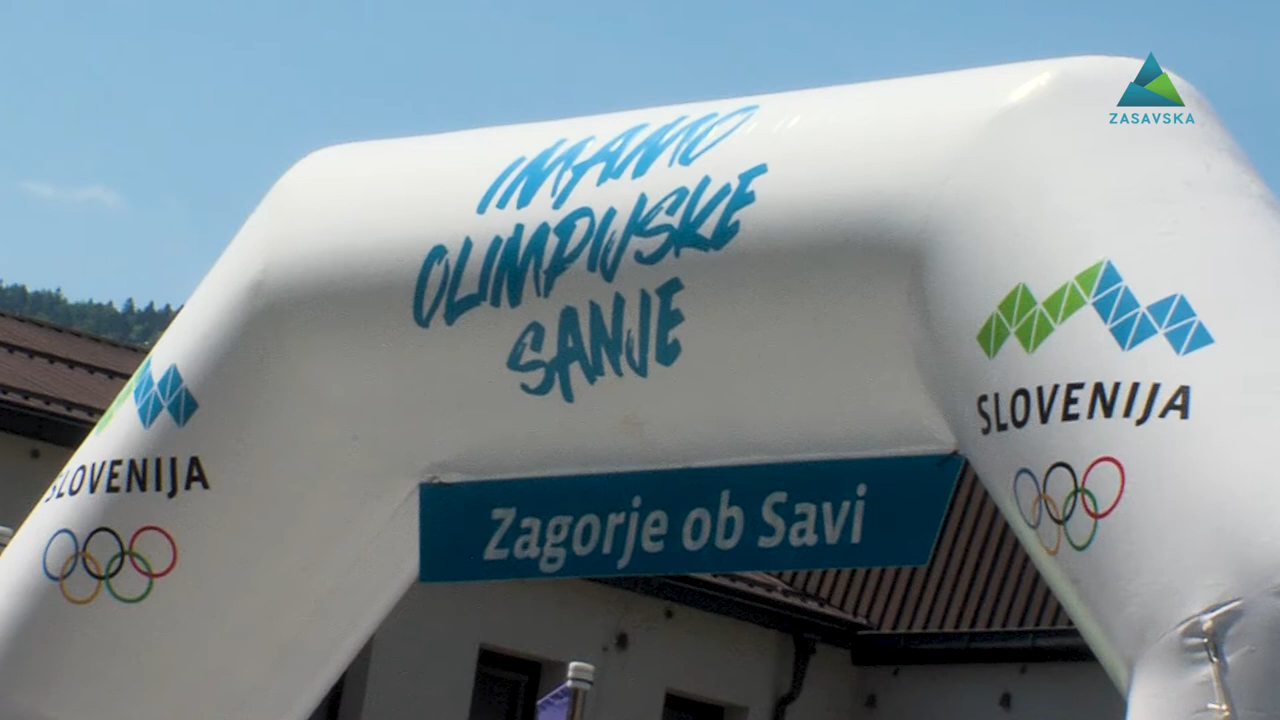 ZASAVSKA
IMAMO
OLIMPIJSKE
SANJE
SLOVENIJA
SLOVENIJA
Zagorje ob Savi